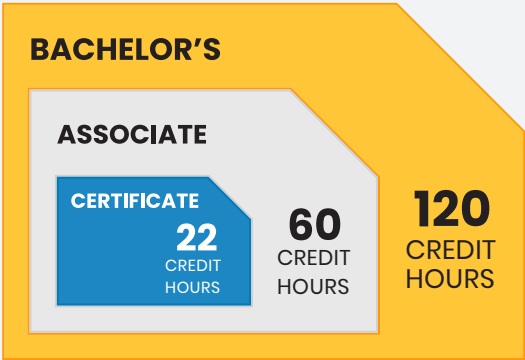 BACHELOR’S
ASSOCIATE
CERTIFICATE
22
CREDIT
HOURS
60
CREDIT
HOURS
120
CREDIT
HOURS